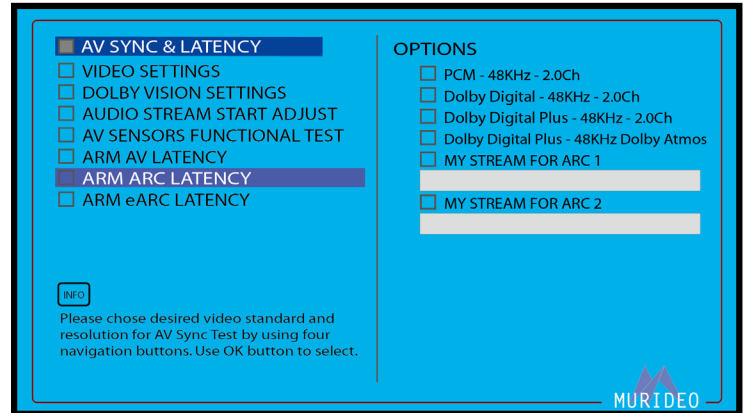 AV SYNC & LATENCY
VIDEO SETTINGS
DOLBY VISION SETTINGS
AUDIO STREAM START ADJUST
AV SENSORS FUNCTIONAL TEST
ARM AV LATENCY
ARM ARC LATENCY
ARM eARC LATENCY
INFO
Please chose desired video standard and
resolution for AV Sync Test by using four
navigation buttons. Use OK button to select.
OPTIONS
PCM - 48KHz - 2.0Ch
Dolby Digital - 48KHz - 2.0Ch
Dolby Digital Plus - 48KHz - 2.0Ch
Dolby Digital Plus - 48KHz Dolby Atmos
MY STREAM FOR ARC 1
MY STREAM FOR ARC 2
MURIDEO